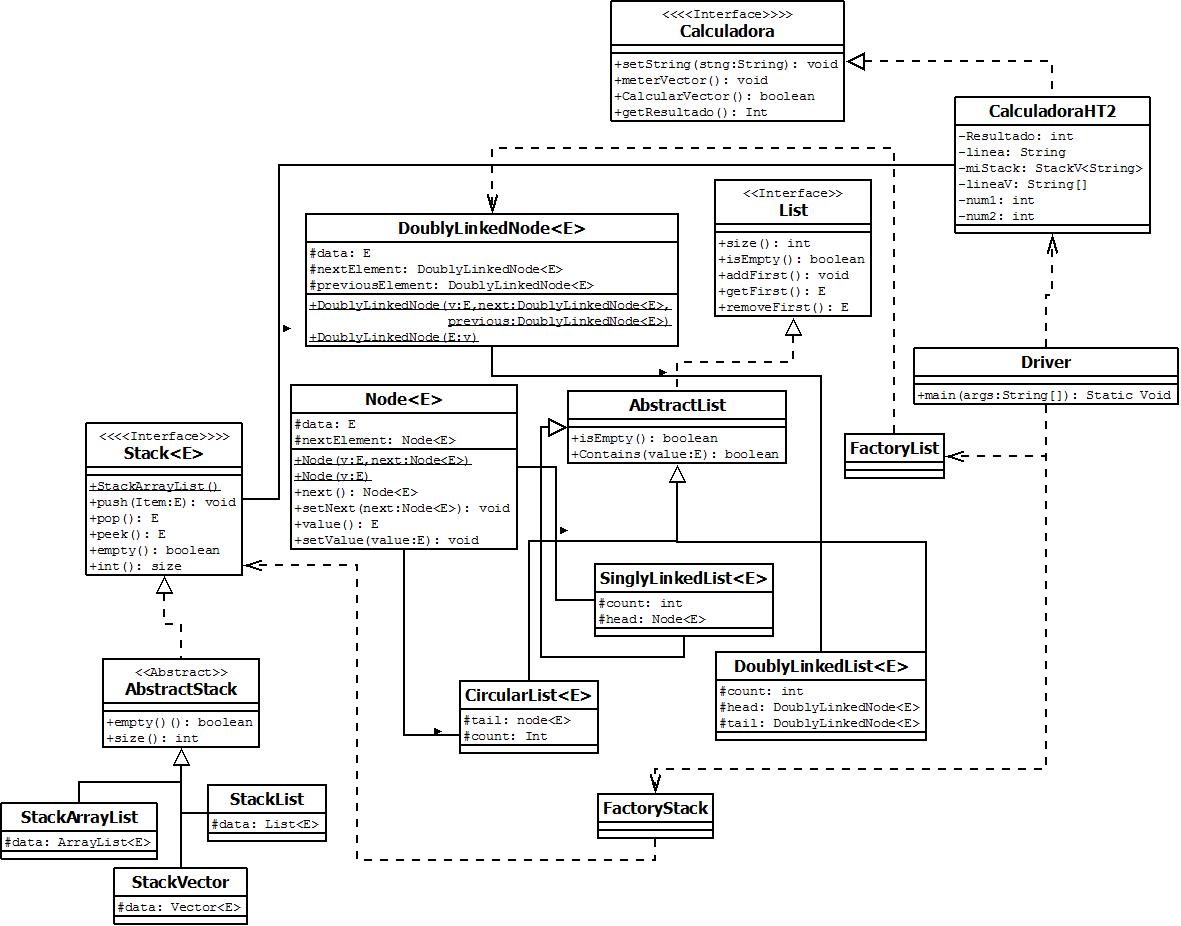 <<<<Interface>>>>
Calculadora
+setString(stng:String): void
+meterVector(): void
+CalcularVector(): boolean
+getResultado(): Int
CalculadoraHT2
-Resultado: int
-linea: String
-miStack: StackV<String>
-lineaV: String[]
-num1: int
-num2: int
<<Interface>>
List
+size(): int
+isEmpty(): boolean
+addFirst(): void
+getFirst(): E
+removeFirst(): E
DoublyLinkedNode<E>
#data: E
#nextElement: DoublyLinkedNode<E>
#previousElement: DoublyLinkedNode<E>
+DoublyLinkedNode(v:E,next:DoublyLinkedNode<E>,
previous:DoublyLinkedNode<E>)
+DoublyLinkedNode(E:v)
Driver
+main(args:String[]): Static Void
Node<E>
#data: E
#nextElement: Node<E>
+Node(v:E,next:Node<E>)
+Node(v:E)
+next(): Node<E>
+setNext(next:Node<E>): void
+value(): E
+setValue(value:E): void
AbstractList
+isEmpty(): boolean
+Contains(value:E): boolean
FactoryList
<<<<Interface>>>>
Stack<E>
+StackArrayList()
+push(Item:E): void
+pop(): E
+peek(): E
+empty(): boolean
+int(): size
SinglyLinkedList<E>
#count: int
#head: Node<E>
DoublyLinkedList<E>
#count: int
#head: DoublyLinkedNode<E>
#tail: DoublyLinkedNode<E>
CircularList<E>
#tail: node<E>
#count: Int
<<Abstract>>
AbstractStack
+empty()(): boolean
+size(): int
StackArrayList
#data: ArrayList<E>
StackList
#data: List<E>
FactoryStack
StackVector
#data: Vector<E>